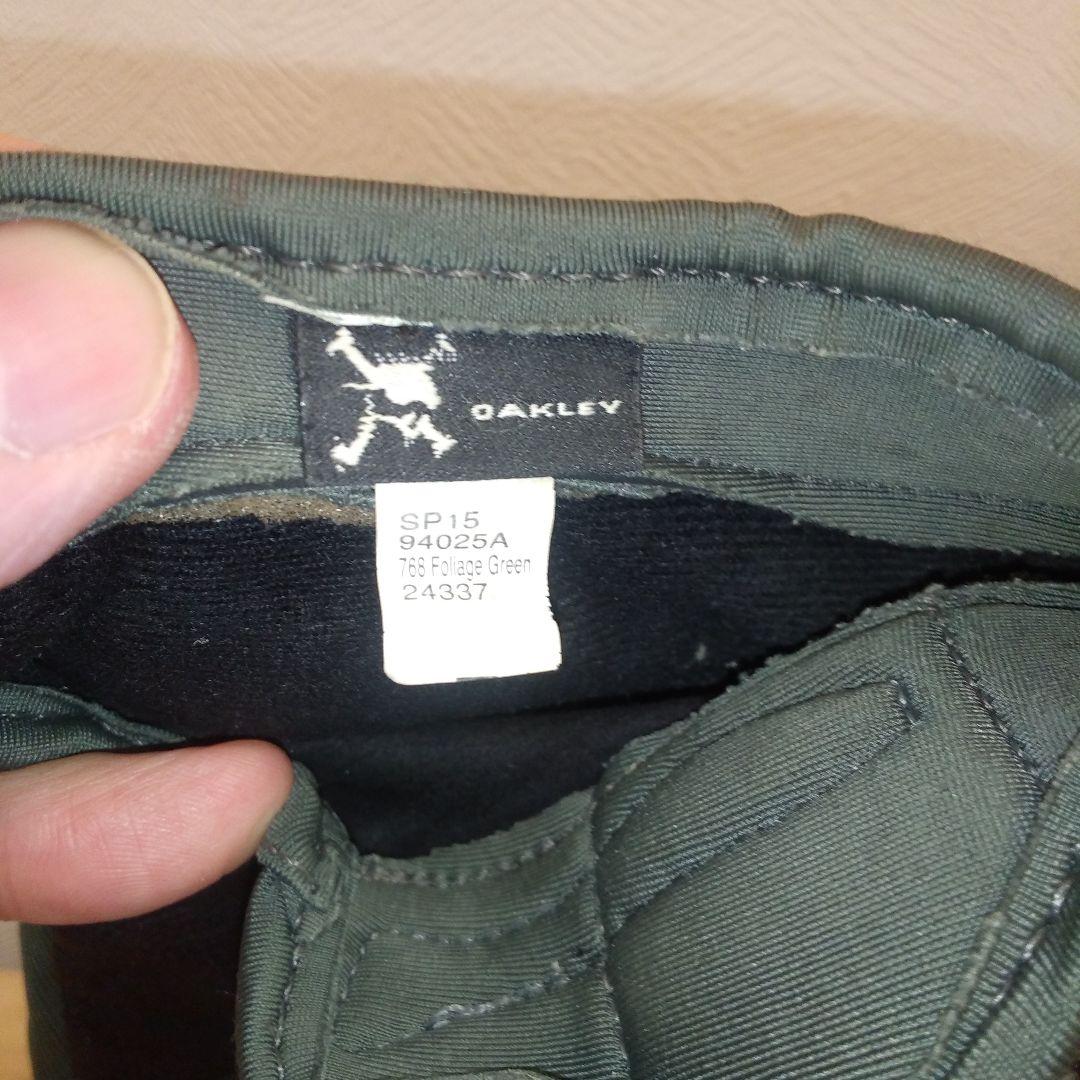 OAKLEY
SP15
94025A
768 Foliage Green
24337